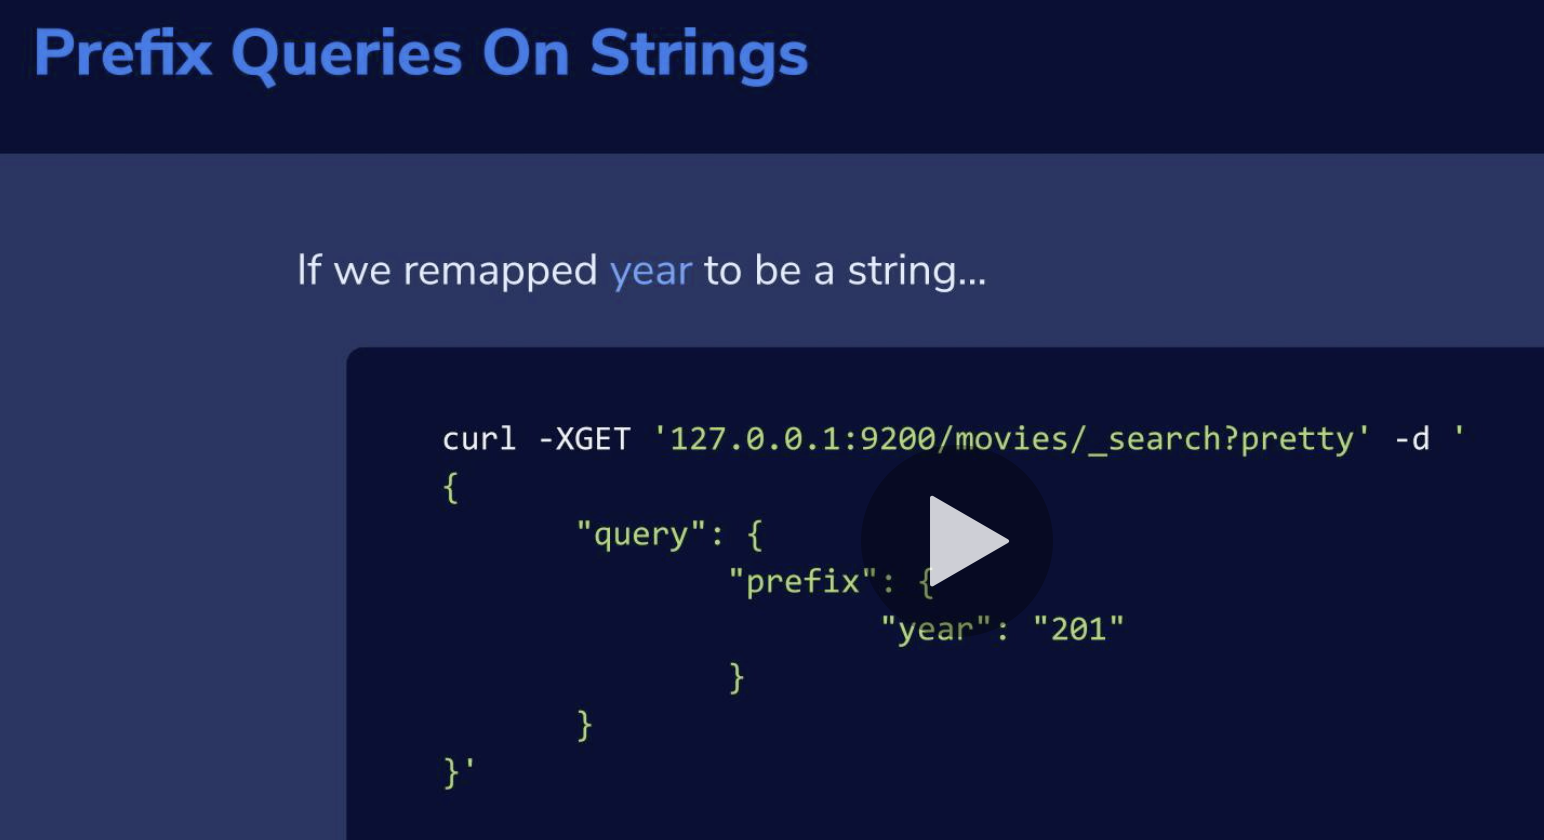 Prefix Queries On Strings
If we remapped year to be a string...
curl -XGET '127.0.0.1:9200/movies/_search?pretty' -d '
{
"query": {
"prefix": {
"year": "201"
}
}
}'